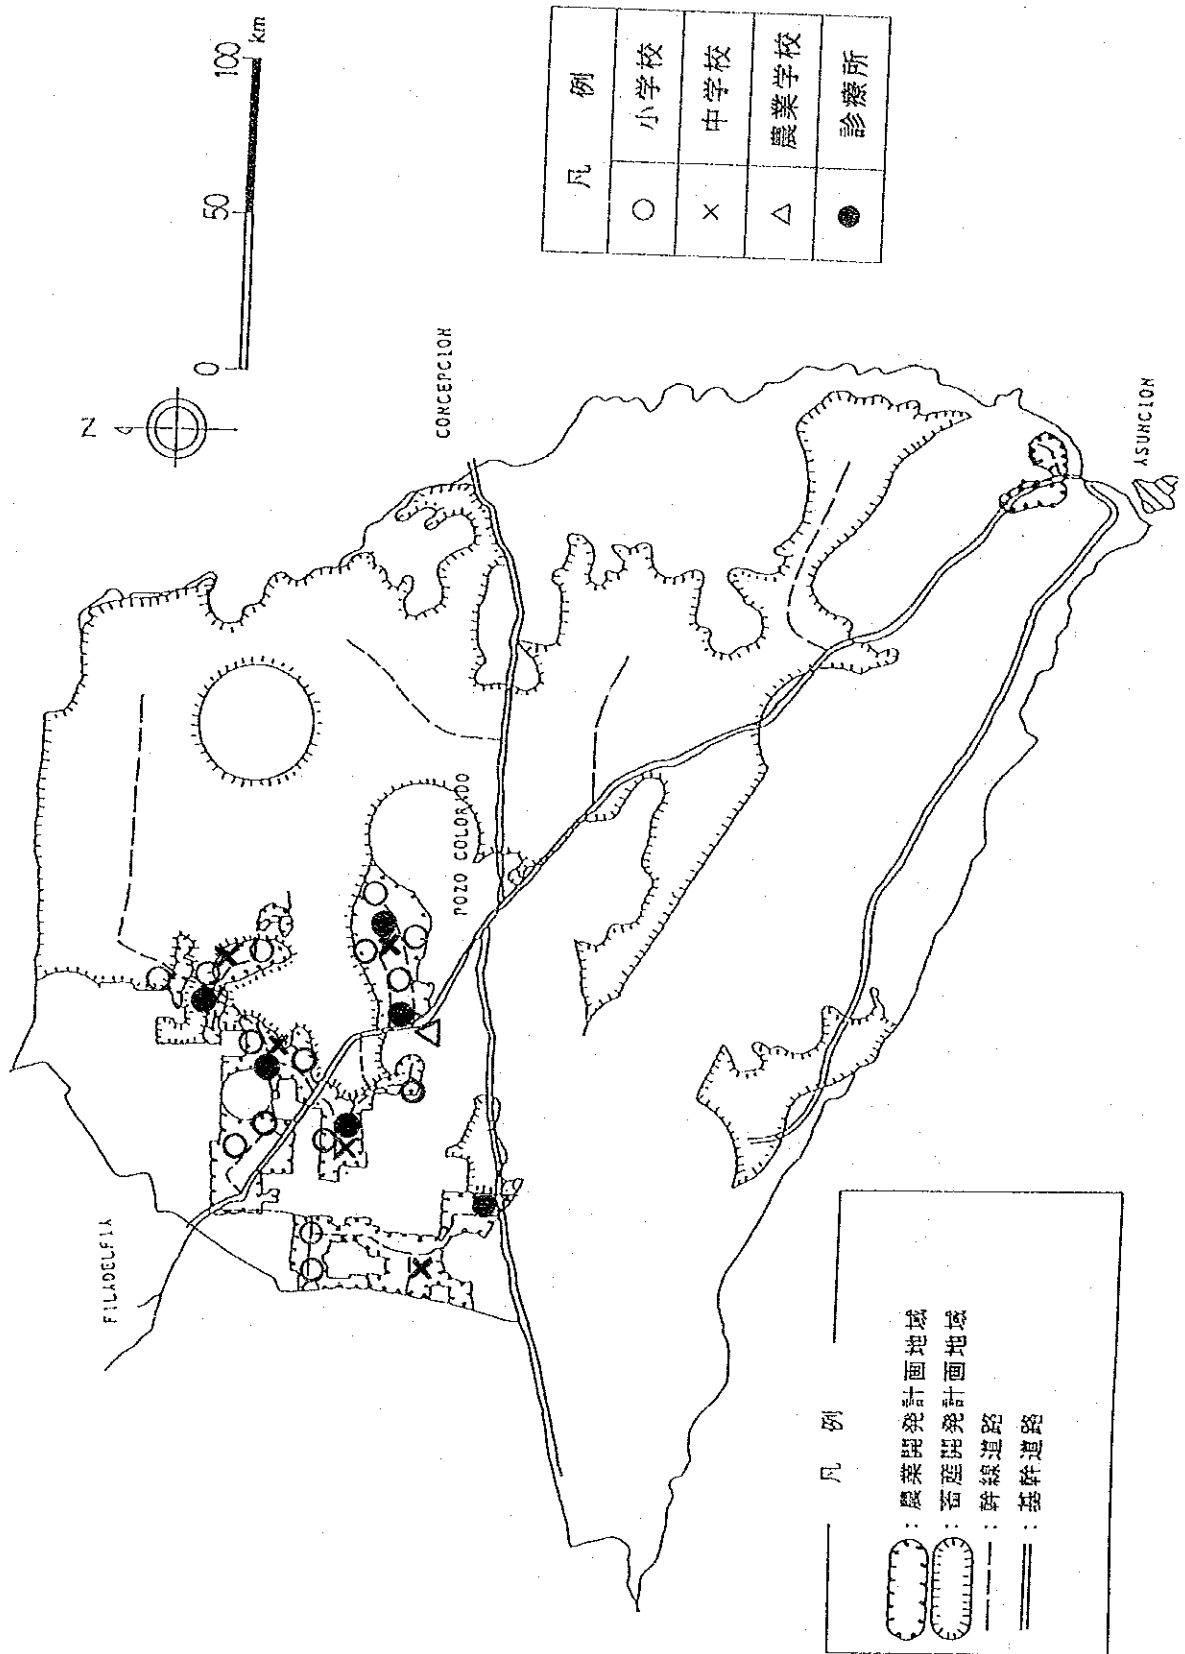 N
0 50 100 km
凡 例
○ 小学校
× 中学校
△ 農業学校
● 診療所
CONCEPCION
POZO COLORADO
FILADELFIA
ASUNCION
凡 例
: 農業開発計画地域
: 畜産開発計画地域
: 幹線道路
: 基幹道路